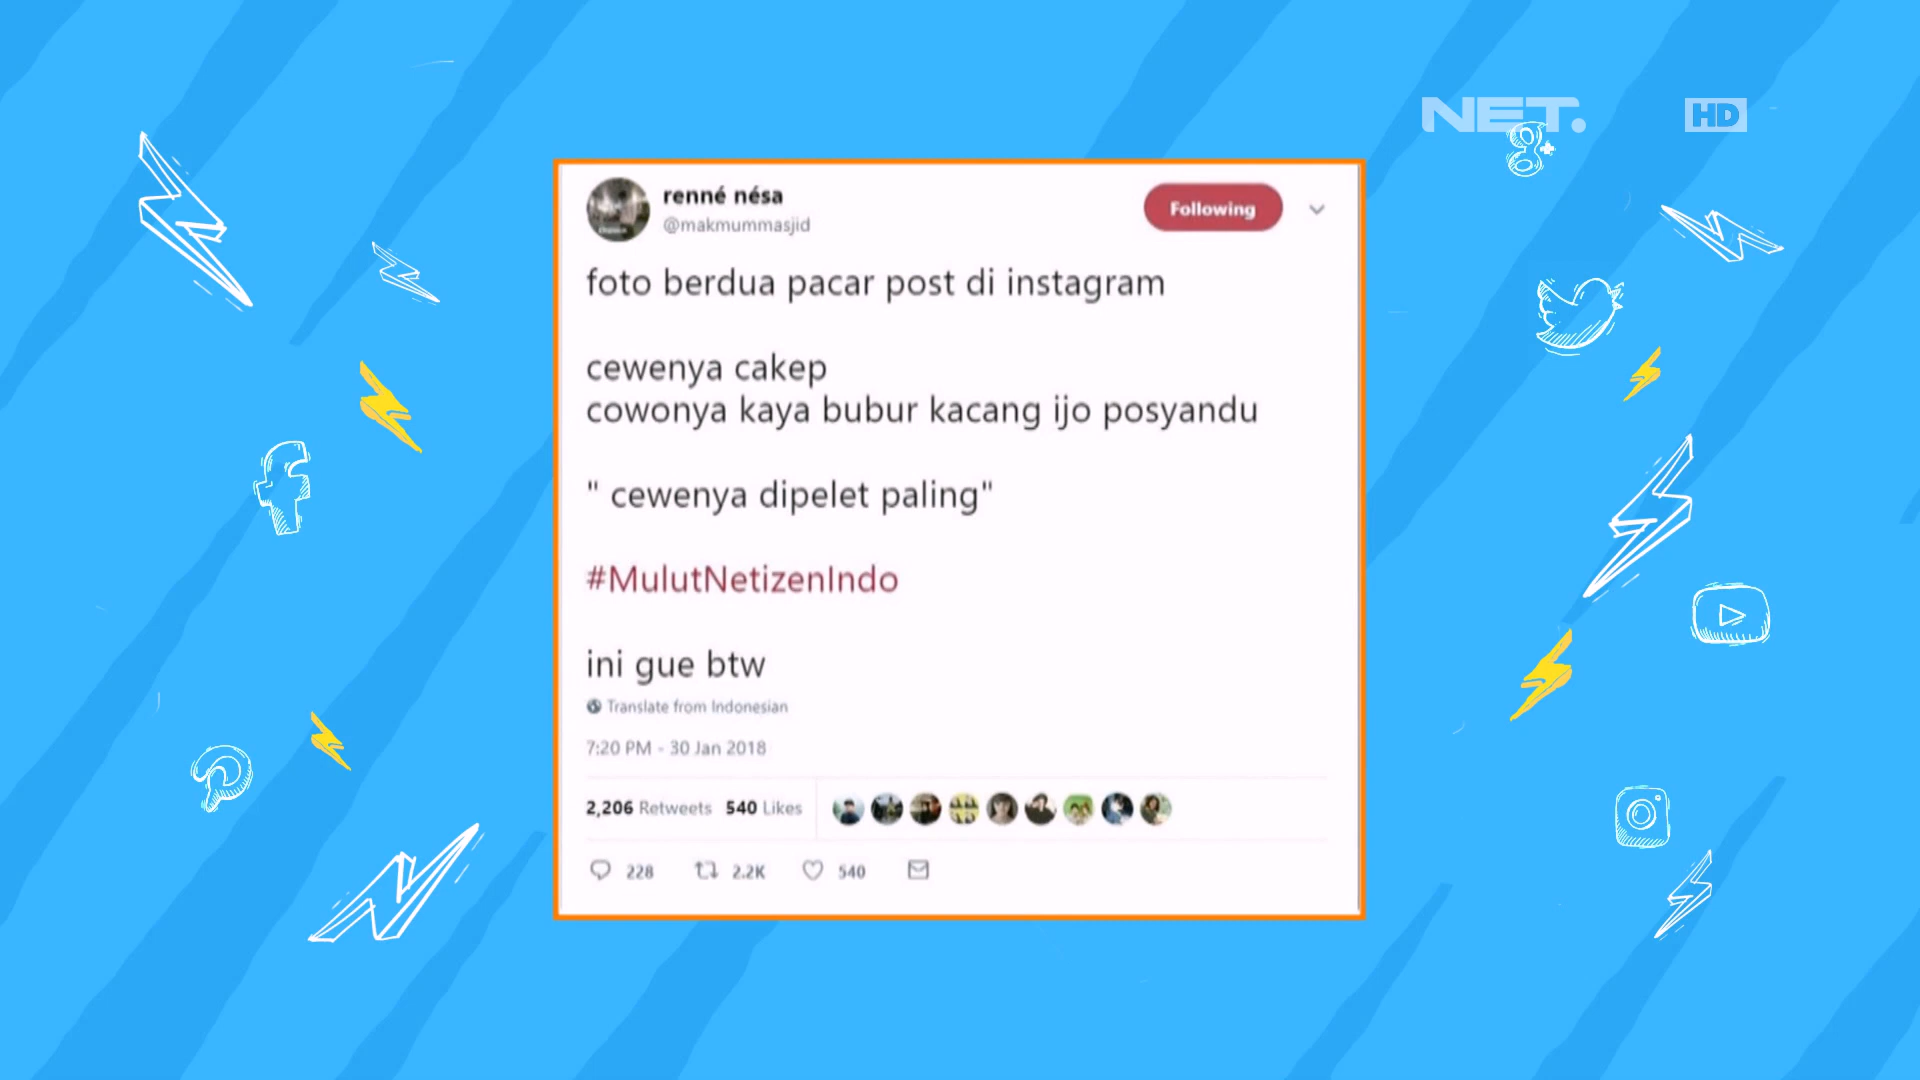 NET.
HD
renné nésa
@makmummasjid
Following
foto berdua pacar post di instagram
cewenya cakep
cowonya kaya bubur kacang ijo posyandu
" cewenya dipelet paling"
#MulutNetizenIndo
ini gue btw
Translate from Indonesian
7:20 PM - 30 Jan 2018
2,206 Retweets 540 Likes
228 2.2K 540